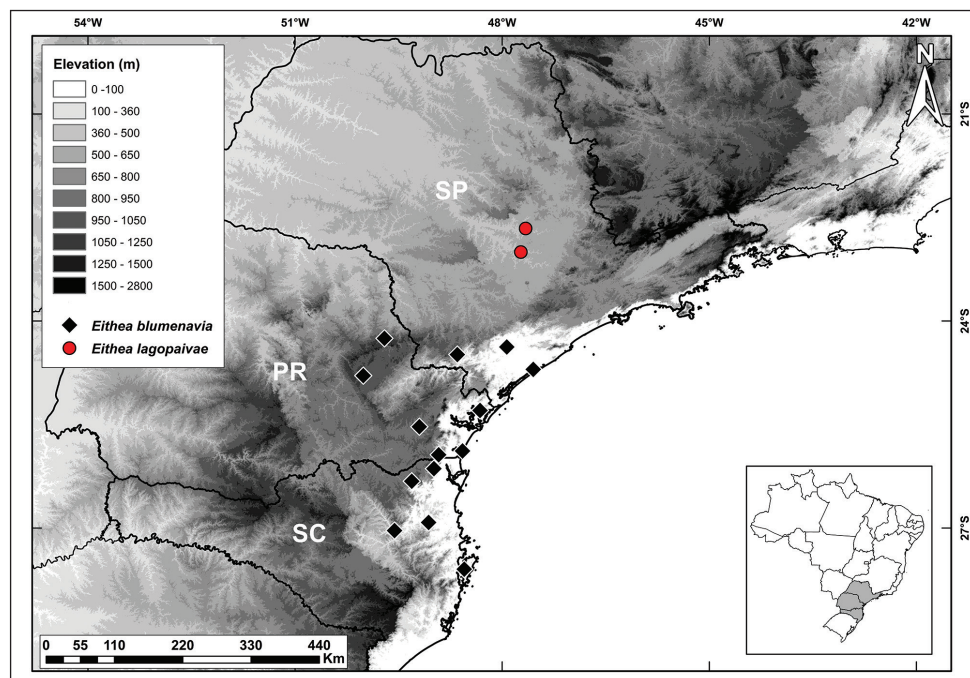 54°W 51°W 48°W 45°W 42°W
Elevation (m)
0 -100
100 - 360
360 - 500
500 - 650
650 - 800
800 - 950
950 - 1050
1050 - 1250
1250 - 1500
1500 - 2800
Eithea blumenavia
Eithea lagopaivae
N
21°S
SP
24°S
PR
27°S
SC
0 55 110 220 330 440
Km